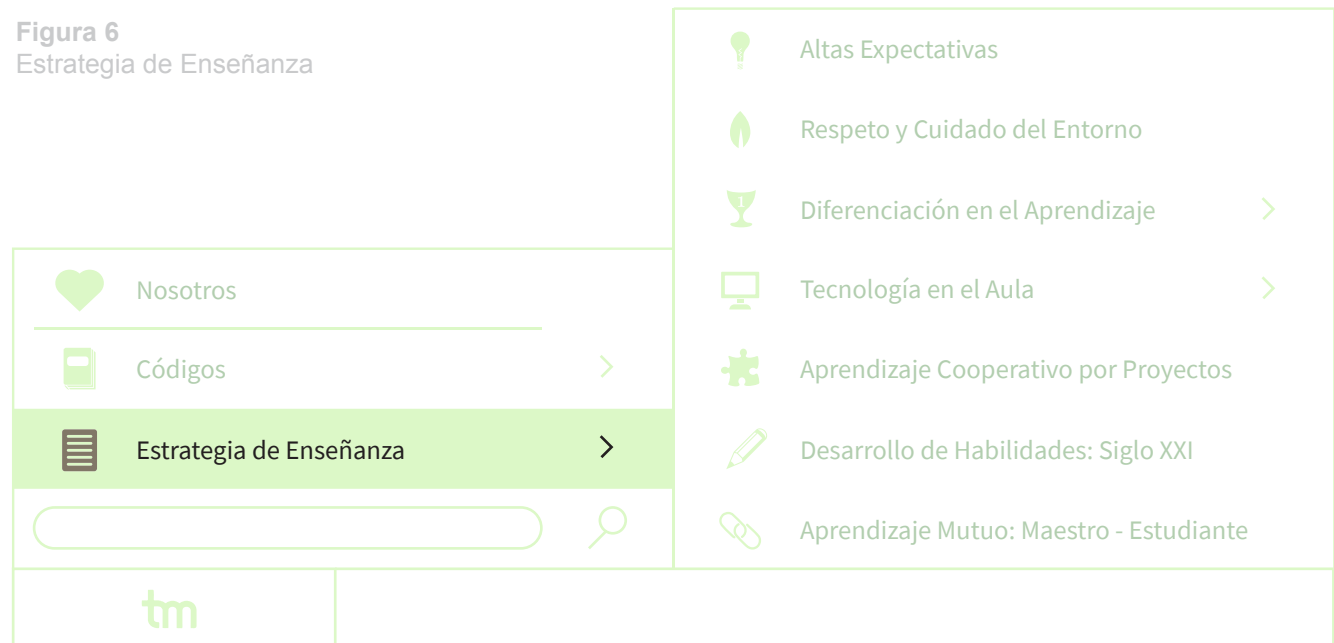 Figura 6
Estrategia de Enseñanza
Altas Expectativas
Respeto y Cuidado del Entorno
1
Diferenciación en el Aprendizaje
Tecnología en el Aula
Aprendizaje Cooperativo por Proyectos
Desarrollo de Habilidades: Siglo XXI
Aprendizaje Mutuo: Maestro - Estudiante
Nosotros
Códigos
Estrategia de Enseñanza
tm